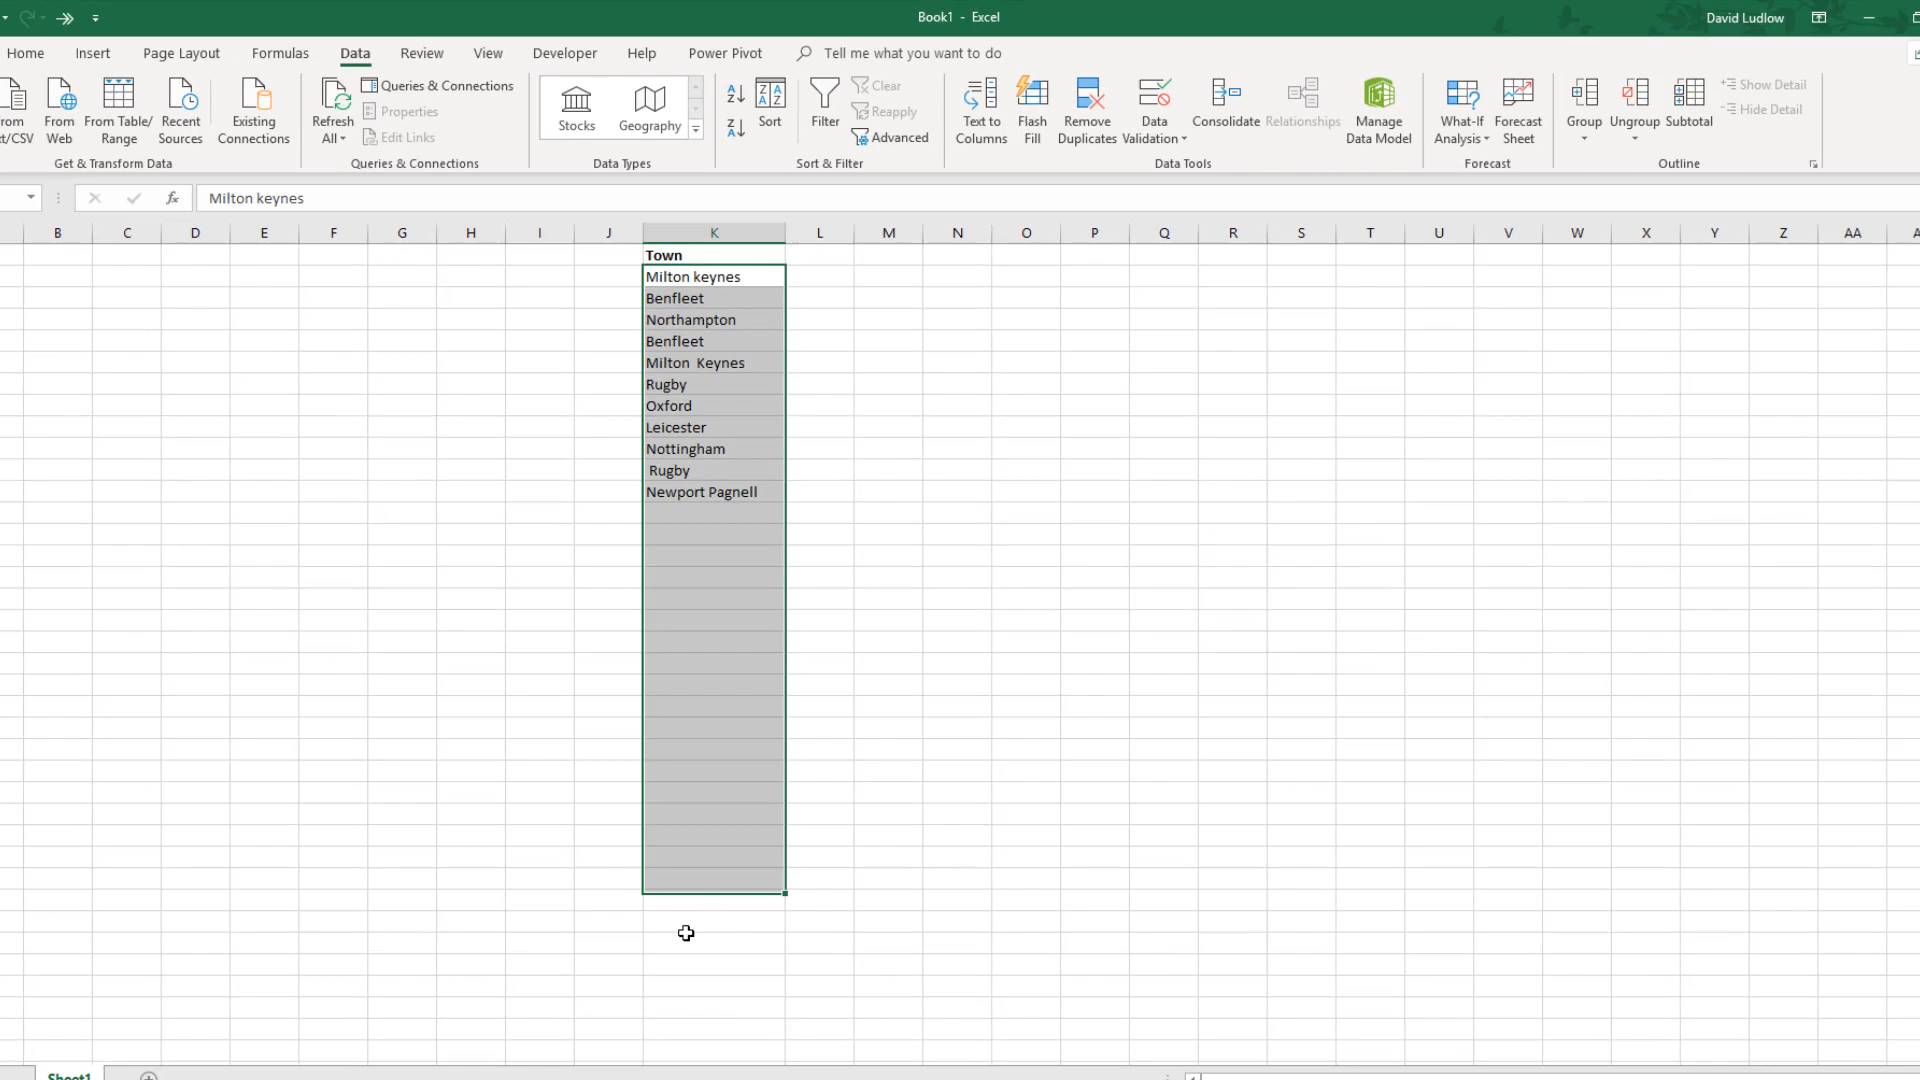 Book1 - Excel
David Ludlow
Home Insert Page Layout Formulas Data Review View Developer Help Power Pivot Tell me what you want to do
From Web
From Table/ Range
Recent Sources
Existing Connections
Get & Transform Data
Refresh All
Queries & Connections
Properties
Edit Links
Queries & Connections
Stocks
Geography
Data Types
Sort
Filter
Clear
Reapply
Advanced
Sort & Filter
Text to Columns
Flash Fill
Remove Duplicates
Data Validation
Consolidate
Relationships
Manage Data Model
Data Tools
What-If Analysis
Forecast Sheet
Forecast
Group
Ungroup
Subtotal
Show Detail
Hide Detail
Outline
fx Milton keynes
B C D E F G H I J K L M N O P Q R S T U V W X Y Z AA
Town
Milton keynes
Benfleet
Northampton
Benfleet
Milton  Keynes
Rugby
Oxford
Leicester
Nottingham
 Rugby
Newport Pagnell
Sheet1